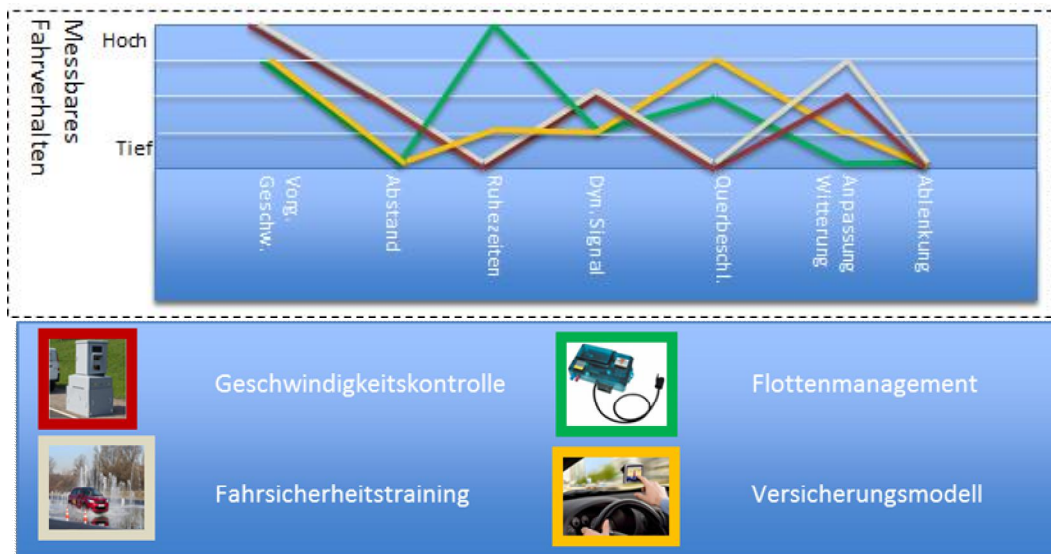 Messbares
Fahrverhalten
Hoch
Tief
Vorg.
Geschw.
Abstand
Ruhezeiten
Dyn. Signal
Querbeschl.
Anpassung
Witterung
Ablenkung
Geschwindigkeitskontrolle
Flottenmanagement
Fahrsicherheitstraining
Versicherungsmodell